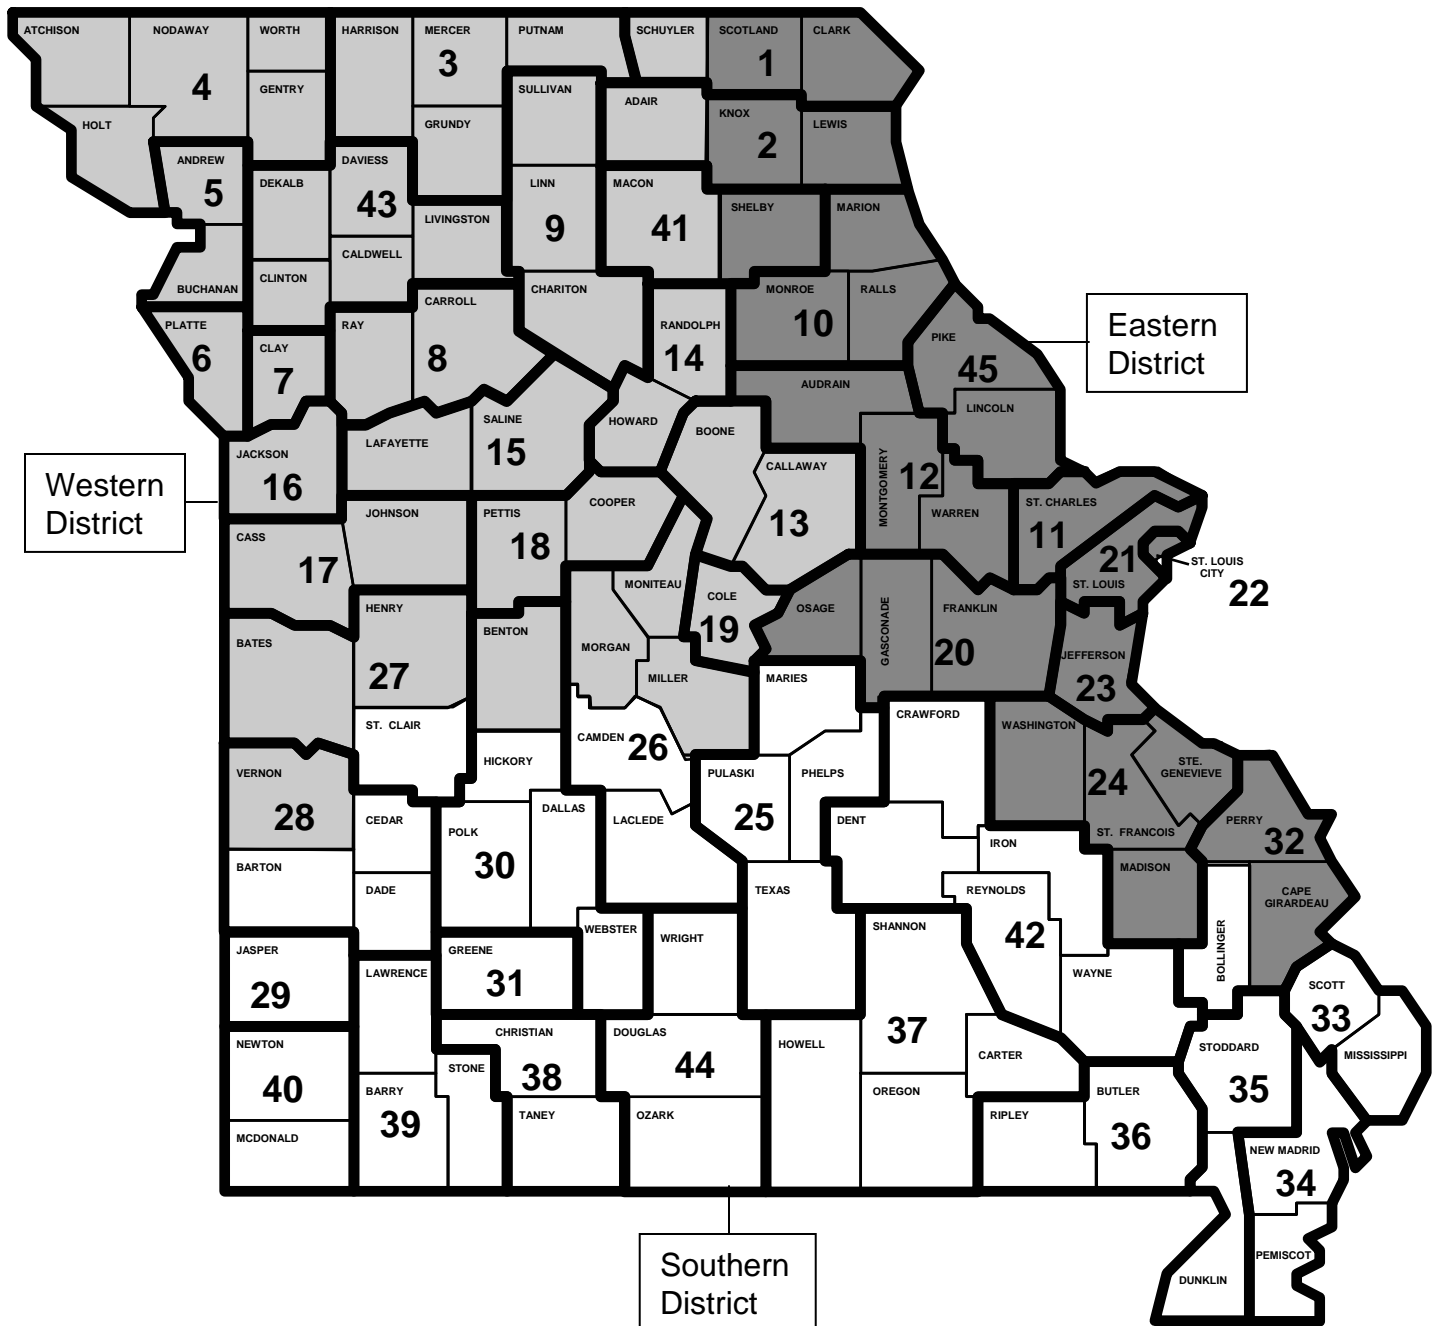 ATCHISON
NODAWAY
WORTH
HARRISON
MERCER
PUTNAM
SCHUYLER
SCOTLAND
CLARK
3
1
4
GENTRY
SULLIVAN
ADAIR
KNOX
LEWIS
HOLT
GRUNDY
2
ANDREW
DAVIESS
5
DEKALB
43
LINN
MACON
SHELBY
MARION
LIVINGSTON
9
41
CALDWELL
CLINTON
BUCHANAN
CARROLL
CHARITON
MONROE
RALLS
PLATTE
RAY
RANDOLPH
10
Eastern
District
6
CLAY
8
14
PIKE
7
45
AUDRAIN
SALINE
HOWARD
BOONE
LINCOLN
LAFAYETTE
15
JACKSON
CALLAWAY
MONTGOMERY
12
Western
District
16
COOPER
ST. CHARLES
JOHNSON
PETTIS
WARREN
13
11
CASS
18
17
21
ST. LOUIS
CITY
MONITEAU
ST. LOUIS
22
COLE
HENRY
OSAGE
GASCONADE
FRANKLIN
19
BENTON
BATES
MORGAN
20
JEFFERSON
27
MILLER
MARIES
23
ST. CLAIR
CRAWFORD
WASHINGTON
CAMDEN
26
HICKORY
STE.
GENEVIEVE
VERNON
PULASKI
PHELPS
24
28
DALLAS
25
CEDAR
LACLEDE
DENT
PERRY
POLK
ST. FRANCOIS
32
30
IRON
BARTON
MADISON
DADE
TEXAS
REYNOLDS
CAPE
GIRARDEAU
SHANNON
42
WEBSTER
WRIGHT
JASPER
GREENE
BOLLINGER
LAWRENCE
WAYNE
31
29
SCOTT
33
CHRISTIAN
DOUGLAS
37
NEWTON
HOWELL
STODDARD
CARTER
MISSISSIPPI
STONE
44
40
38
35
BARRY
OREGON
BUTLER
39
TANEY
OZARK
RIPLEY
MCDONALD
36
NEW MADRID
34
PEMISCOT
Southern
District
DUNKLIN